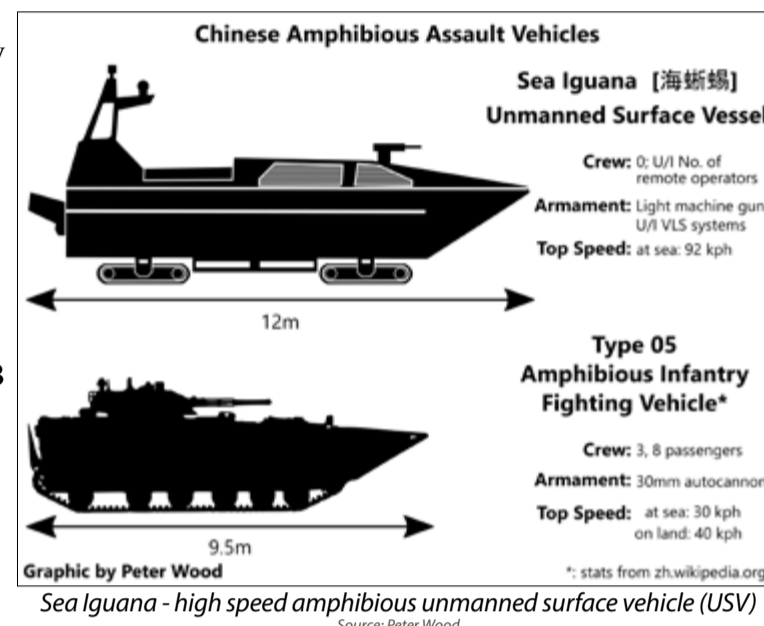 Chinese Amphibious Assault Vehicles
Sea Iguana [海蜥蜴]
Unmanned Surface Vessel
Crew: 0; U/I No. of
remote operators
Armament: Light machine gun
U/I VLS systems
Top Speed: at sea: 92 kph
12m
Type 05
Amphibious Infantry
Fighting Vehicle*
Crew: 3, 8 passengers
Armament: 30mm autocannon
Top Speed: at sea: 30 kph
on land: 40 kph
9.5m
Graphic by Peter Wood
*: stats from zh.wikipedia.org
Sea Iguana - high speed amphibious unmanned surface vehicle (USV)
Source: Peter Wood